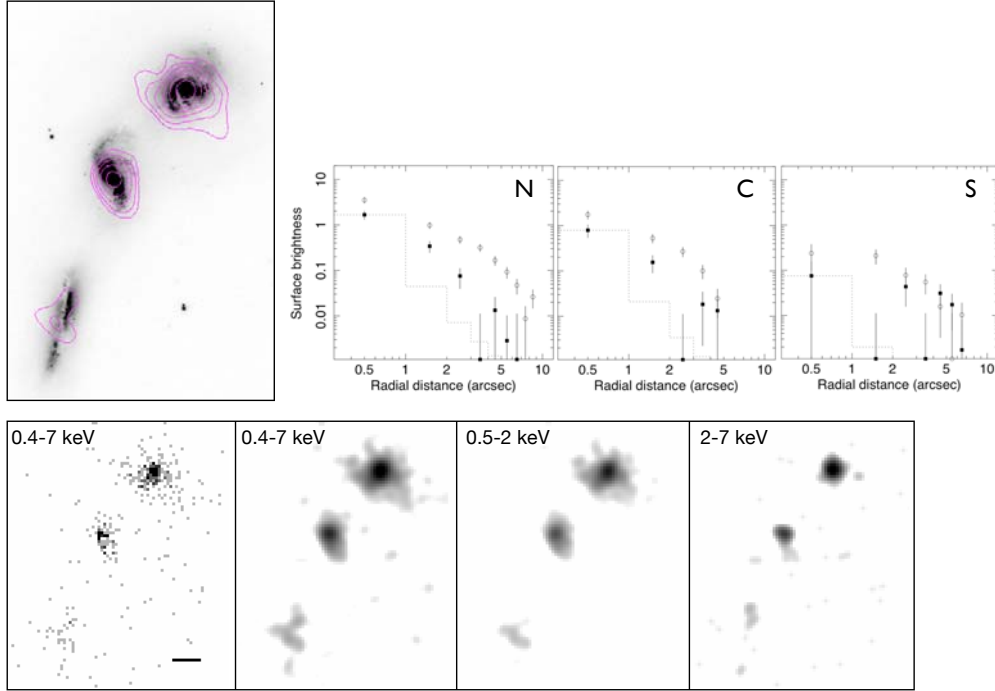 N
C
S
Surface brightness
10
1
0.1
0.01
0.5 1 2 5 10
0.5 1 2 5 10
0.5 1 2 5 10
Radial distance (arcsec)
Radial distance (arcsec)
Radial distance (arcsec)
0.4-7 keV
0.4-7 keV
0.5-2 keV
2-7 keV